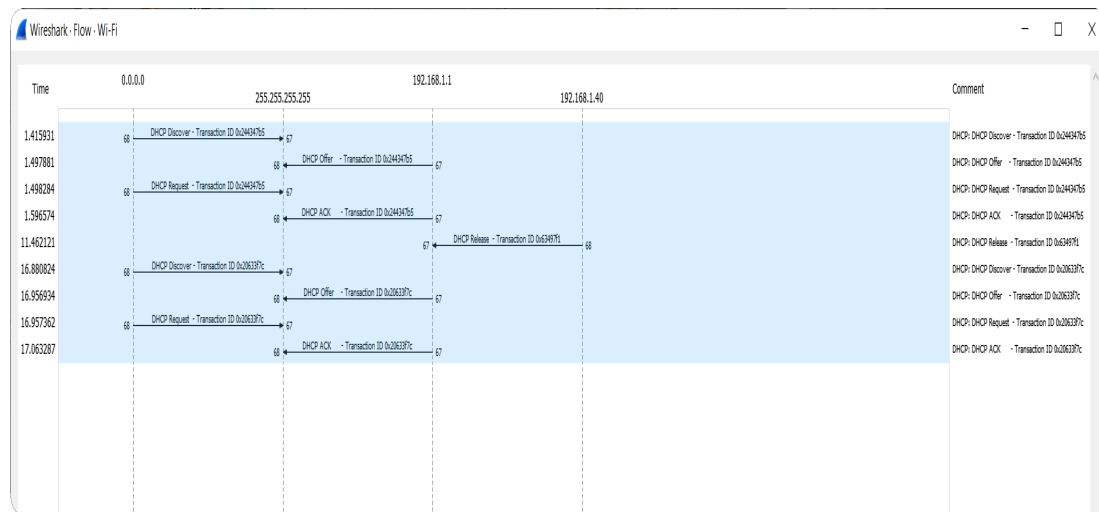 Wireshark · Flow · Wi-Fi
Time 0.0.0.0 192.168.1.1 Comment
255.255.255.255 192.168.1.40
1.415931 68 DHCP Discover - Transaction ID 0x244347b5 67 DHCP: DHCP Discover - Transaction ID 0x244347b5
1.497881 68 DHCP Offer - Transaction ID 0x244347b5 67 DHCP: DHCP Offer - Transaction ID 0x244347b5
1.498284 68 DHCP Request - Transaction ID 0x244347b5 67 DHCP: DHCP Request - Transaction ID 0x244347b5
1.596574 68 DHCP ACK - Transaction ID 0x244347b5 67 DHCP: DHCP ACK - Transaction ID 0x244347b5
11.462121 67 DHCP Release - Transaction ID 0x63497f1 68 DHCP: DHCP Release - Transaction ID 0x63497f1
16.880824 68 DHCP Discover - Transaction ID 0x20633f7c 67 DHCP: DHCP Discover - Transaction ID 0x20633f7c
16.956934 68 DHCP Offer - Transaction ID 0x20633f7c 67 DHCP: DHCP Offer - Transaction ID 0x20633f7c
16.957362 68 DHCP Request - Transaction ID 0x20633f7c 67 DHCP: DHCP Request - Transaction ID 0x20633f7c
17.063287 68 DHCP ACK - Transaction ID 0x20633f7c 67 DHCP: DHCP ACK - Transaction ID 0x20633f7c